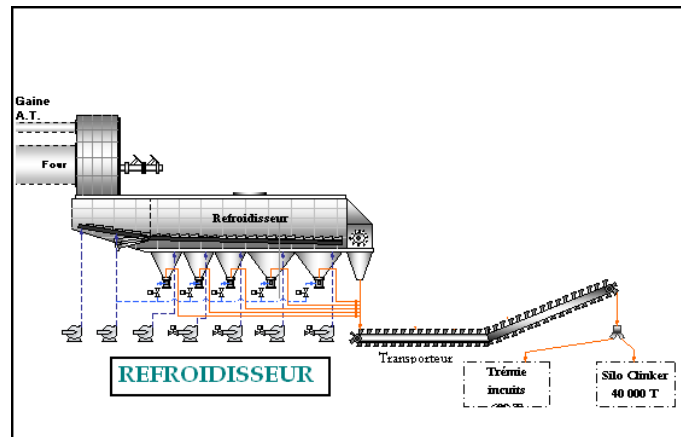 Gaine
A.T.
Four
Refroidisseur
Transporteur
REFROIDISSEUR
Trémie
incuits
Silo Clinker
40 000 T